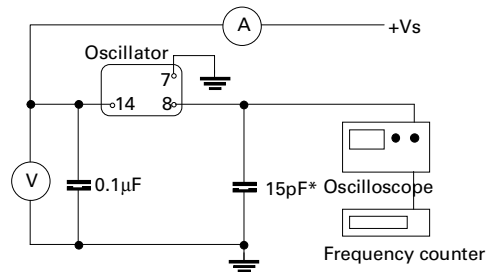 A
+Vs
Oscillator
7
14
8
V
0.1μF
15pF*
Oscilloscope
Frequency counter